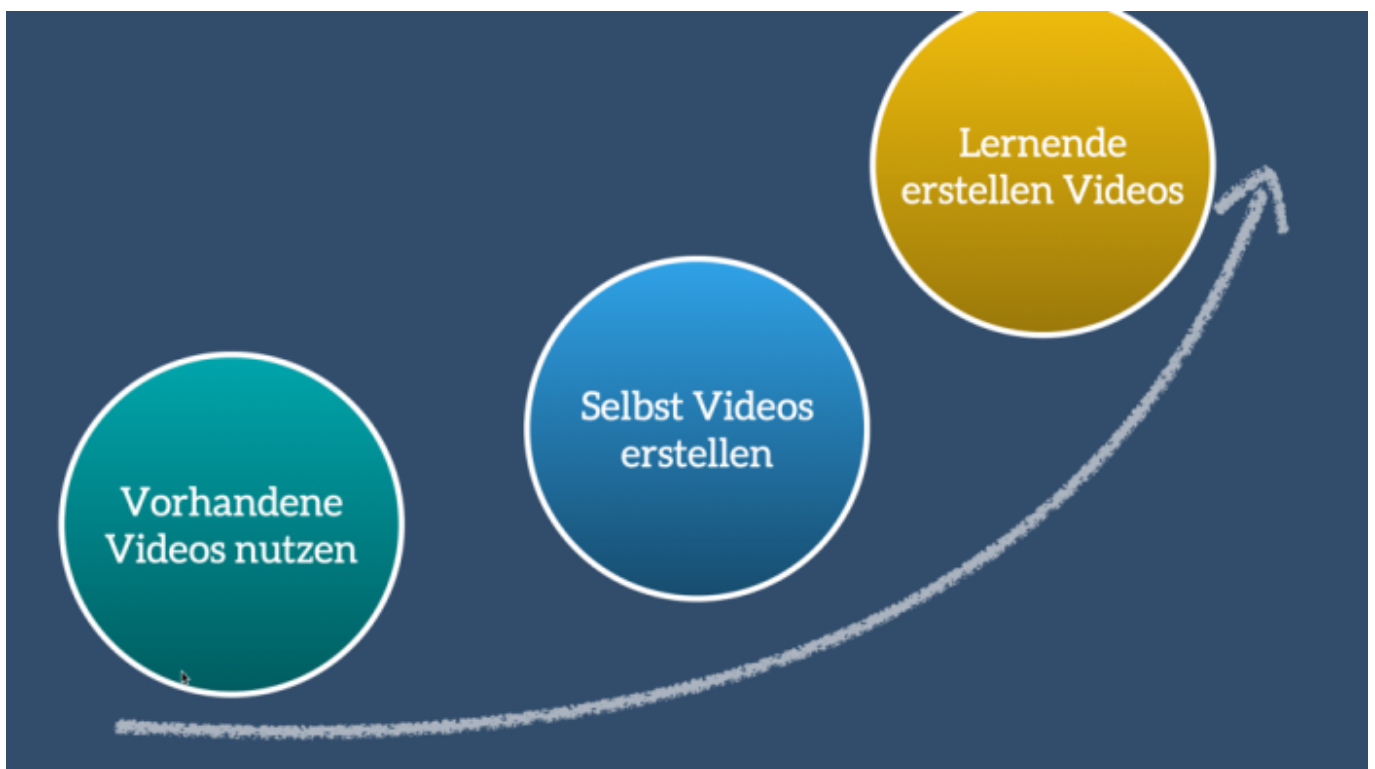 Vorhandene
Videos nutzen
Selbst Videos
erstellen
Lernende
erstellen Videos